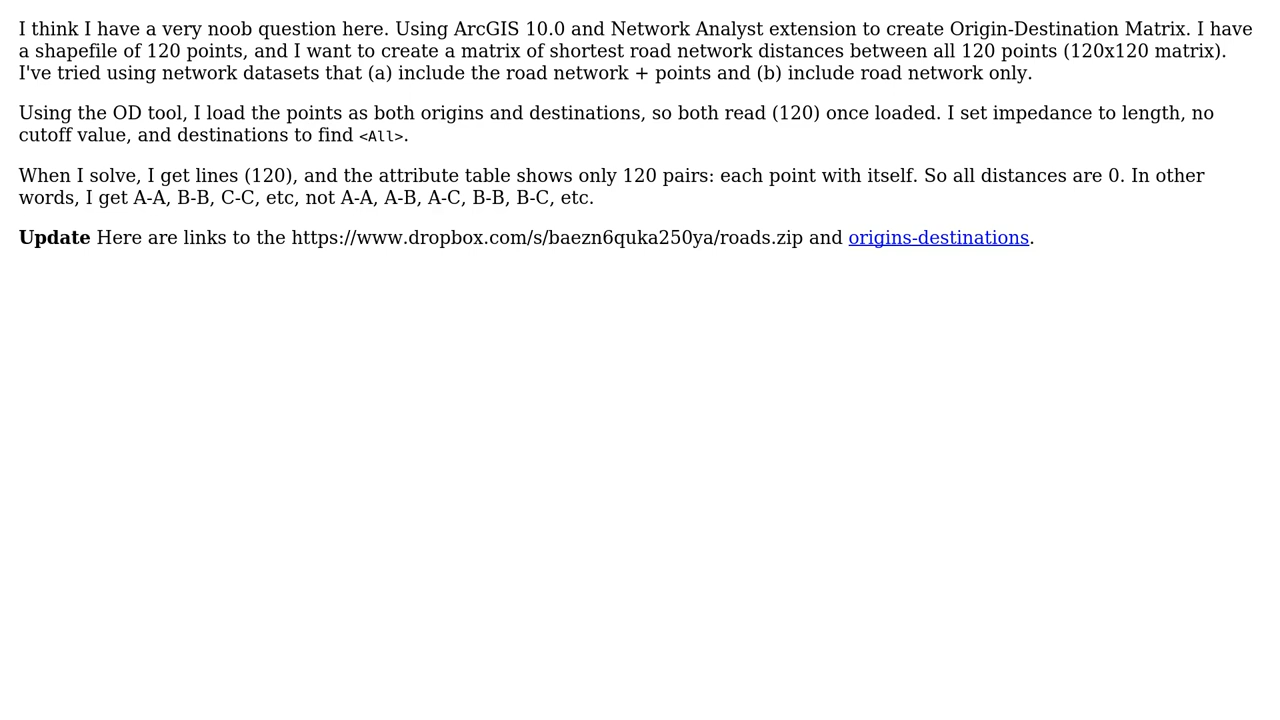 I think I have a very noob question here. Using ArcGIS 10.0 and Network Analyst extension to create Origin-Destination Matrix. I have
a shapefile of 120 points, and I want to create a matrix of shortest road network distances between all 120 points (120x120 matrix).
I've tried using network datasets that (a) include the road network + points and (b) include road network only.
Using the OD tool, I load the points as both origins and destinations, so both read (120) once loaded. I set impedance to length, no
cutoff value, and destinations to find <All>.
When I solve, I get lines (120), and the attribute table shows only 120 pairs: each point with itself. So all distances are 0. In other
words, I get A-A, B-B, C-C, etc, not A-A, A-B, A-C, B-B, B-C, etc.
Update Here are links to the https://www.dropbox.com/s/baezn6quka250ya/roads.zip and origins-destinations.